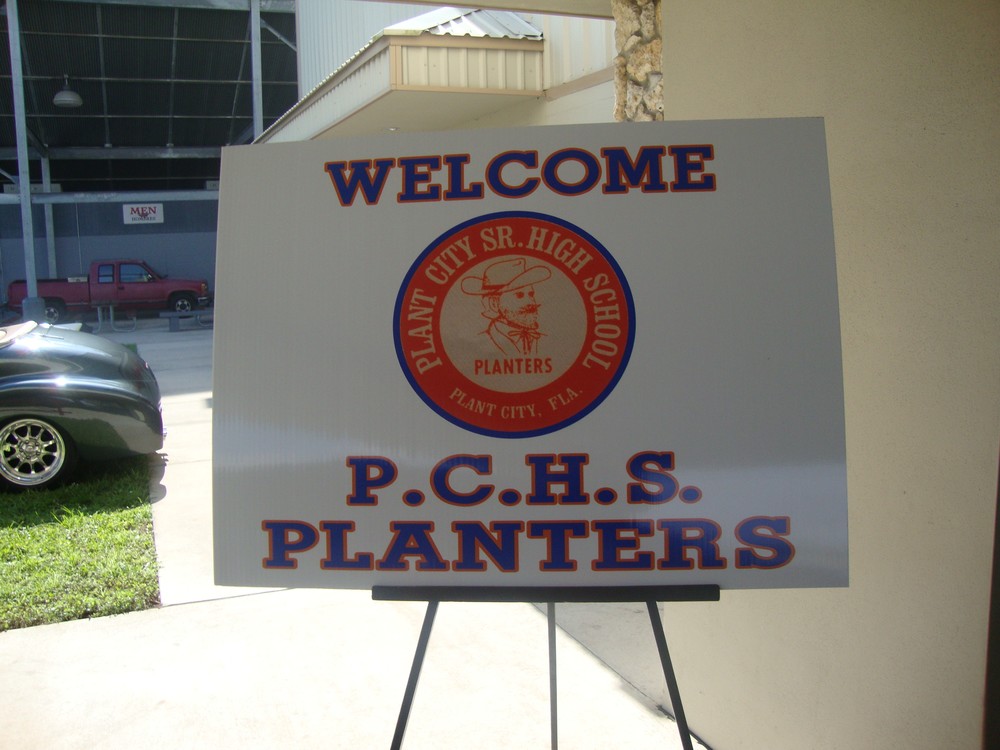 WELCOME
PLANT CITY SR. HIGH SCHOOL
PLANTERS
PLANT CITY, FLA.
P.C.H.S.
PLANTERS
MEN